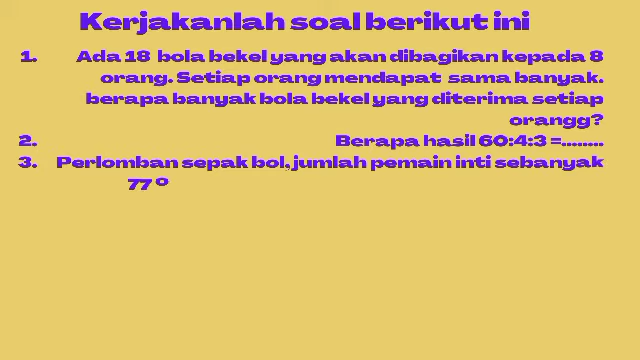 Kerjakanlah soal berikut ini
1. Ada 18 bola bekel yang akan dibagikan kepada 8
orang. Setiap orang mendapat sama banyak.
berapa banyak bola bekel yang diterima setiap
orangg?
2. Berapa hasil 60:4:3 =........
3. Perlomban sepak bol,jumlah pemain inti sebanyak
77 o